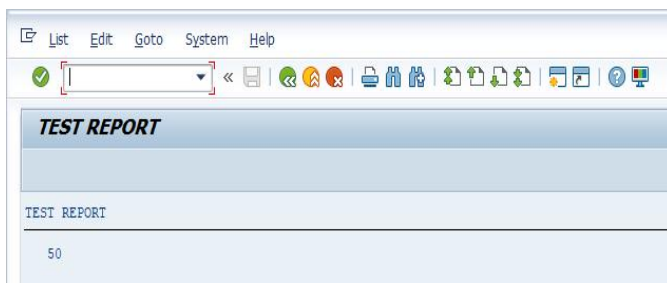 List Edit Goto System Help
«
TEST REPORT
TEST REPORT
50